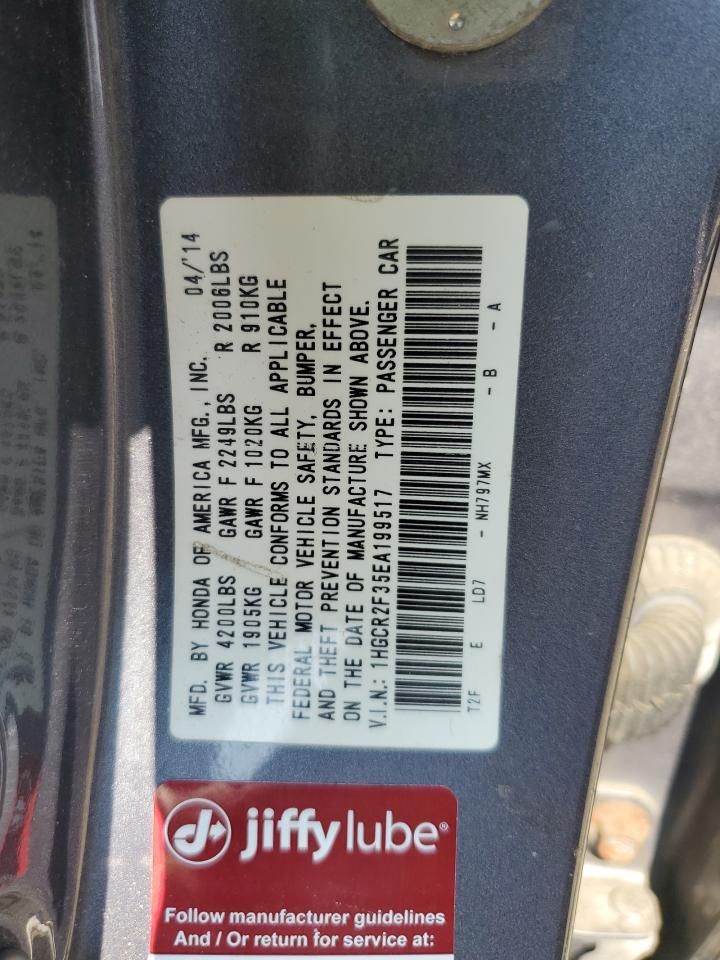 MFD. BY HONDA OF AMERICA MFG., INC. 04/'14
GVWR 4200LBS GAWR F 2249LBS R 2006LBS
GVWR 1905KG GAWR F 1020KG R 910KG
THIS VEHICLE CONFORMS TO ALL APPLICABLE
FEDERAL MOTOR VEHICLE SAFETY, BUMPER,
AND THEFT PREVENTION STANDARDS IN EFFECT
ON THE DATE OF MANUFACTURE SHOWN ABOVE.
V.I.N.: 1HGCR2F35EA199517 TYPE: PASSENGER CAR
T2F E LD7 - NH797MX - B - A
jiffy lube®
Follow manufacturer guidelines
And / Or return for service at: